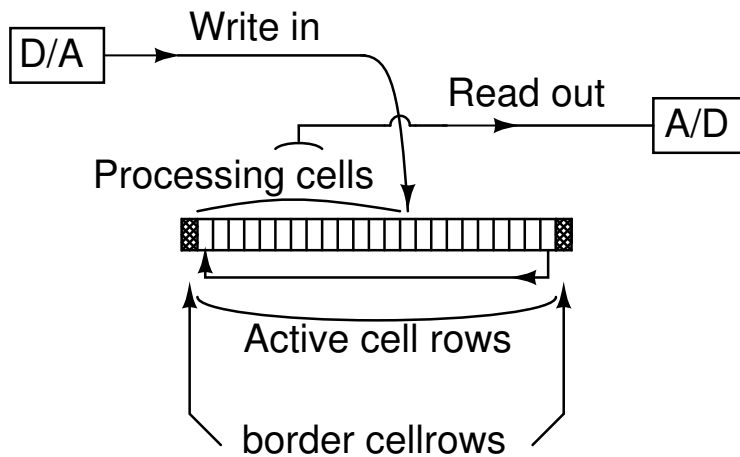 Write in
D/A
Read out
A/D
Processing cells
Active cell rows
border cellrows